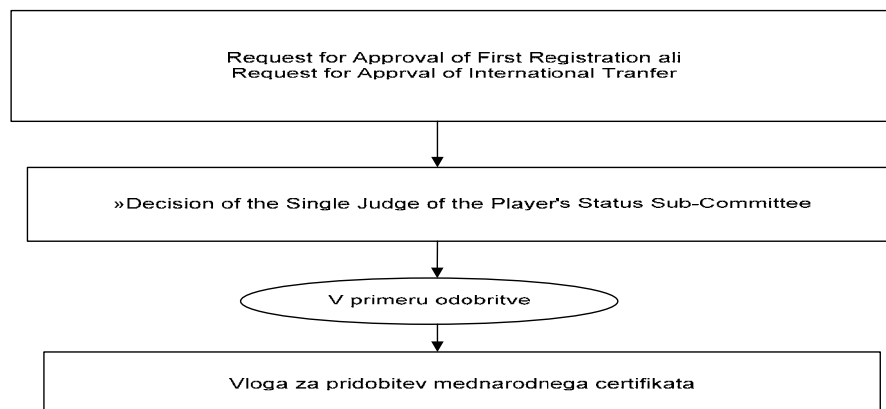 Request for Approval of First Registration ali
Request for Apprval of International Tranfer
»Decision of the Single Judge of the Player's Status Sub-Committee
V primeru odobritve
Vloga za pridobitev mednarodnega certifikata